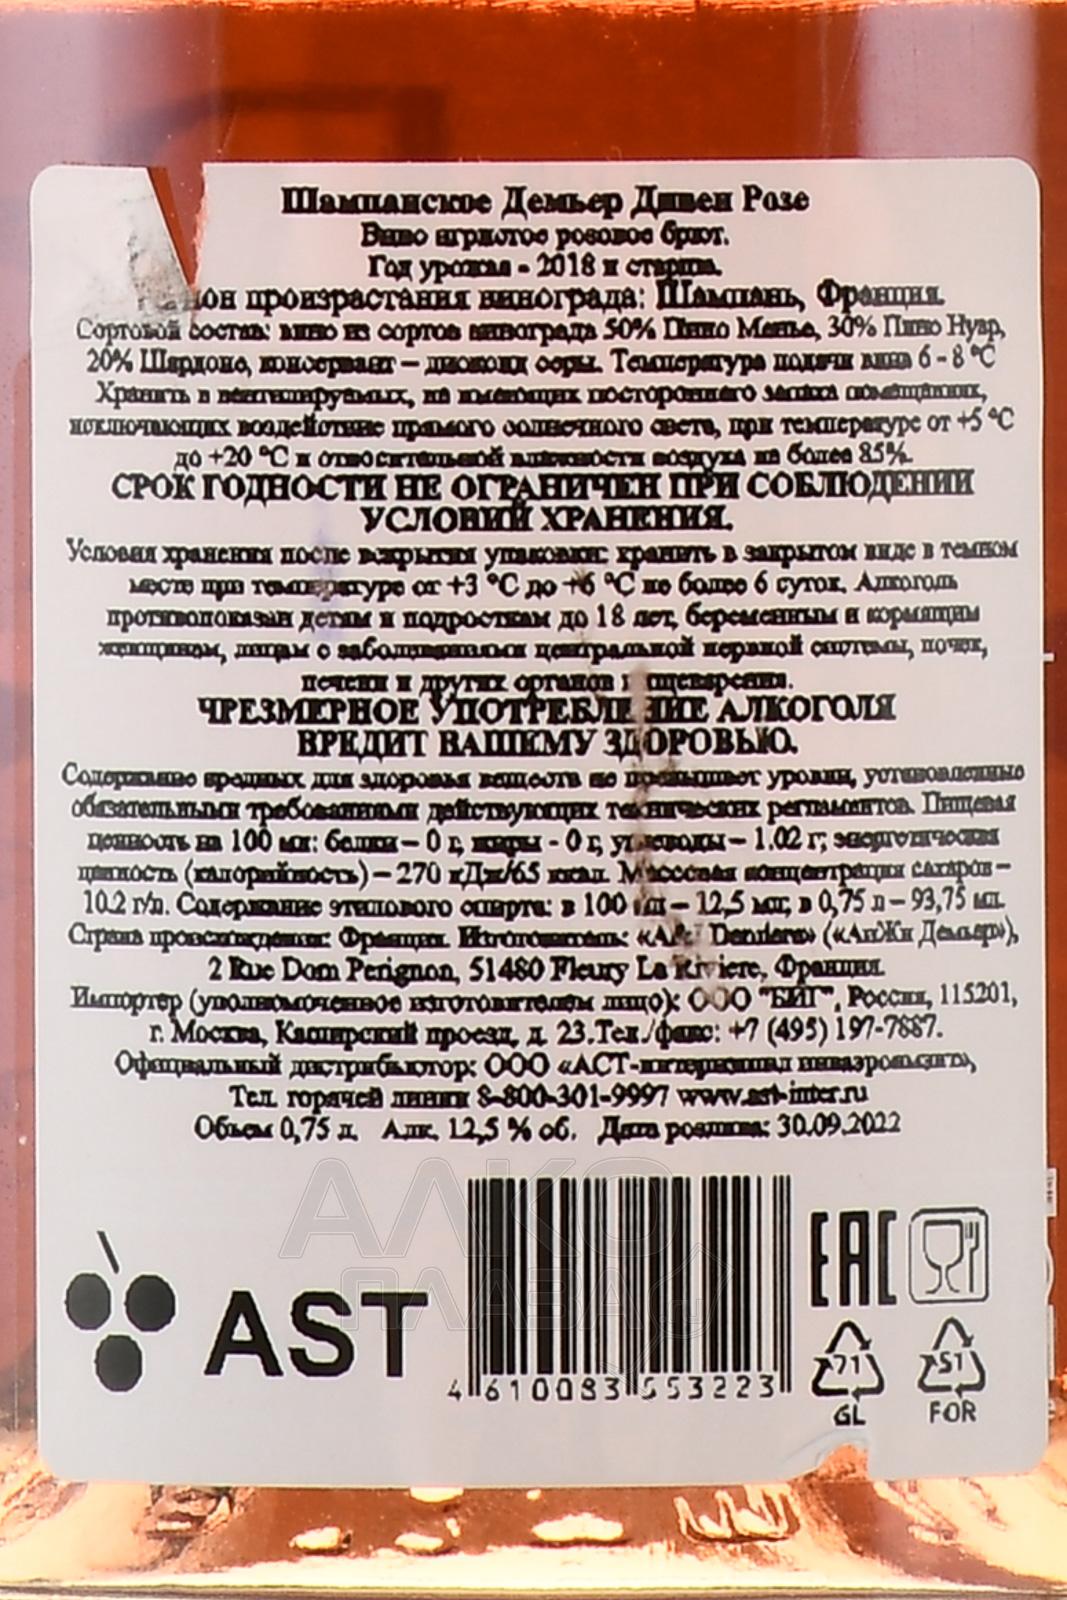 Шампанское Демьер Дивен Розе
Вино игристое розовое брют.
Год урожая - 2018 и старше.
произрастания винограда: Шампань, Франция.
Сортовой состав: вино из сортов винограда 50% Пино Менье, 30% Пино Нуар,
20% Шардоне, консервант – диоксид серы. Температура подачи вина 6 - 8 °C
Хранить в вентилируемых, не имеющих постороннего запаха помещениях,
исключающих воздействие прямого солнечного света, при температуре от +5 °C
до +20 °C и относительной влажности воздуха не более 85%.
СРОК ГОДНОСТИ НЕ ОГРАНИЧЕН ПРИ СОБЛЮДЕНИИ
УСЛОВИЙ ХРАНЕНИЯ.
Условия хранения после вскрытия упаковки: хранить в закрытом виде в темном
месте при температуре от +3 °C до +6 °C не более 6 суток. Алкоголь
противопоказан детям и подросткам до 18 лет, беременным и кормящим
женщинам, лицам с заболеваниями центральной нервной системы, почек,
печени и других органов пищеварения.
ЧРЕЗМЕРНОЕ УПОТРЕБЛЕНИЕ АЛКОГОЛЯ
ВРЕДИТ ВАШЕМУ ЗДОРОВЬЮ.
Содержание вредных для здоровья веществ не превышает уровни, установленные
обязательными требованиями действующих технических регламентов. Пищевая
ценность на 100 мл: белки – 0 г, жиры - 0 г, углеводы – 1.02 г; энергетическая
ценность (калорийность) – 270 кДж/65 ккал. Массовая концентрация сахаров –
10.2 г/л. Содержание этилового спирта: в 100 мл – 12,5 мл; в 0,75 л – 93,75 мл.
Страна происхождения: Франция. Изготовитель: «A&J Demiere» («АиЖи Демьер»),
2 Rue Dom Perignon, 51480 Fleury La Riviere, Франция.
Импортер (уполномоченное изготовителем лицо): ООО "БИГ", Россия, 115201,
г. Москва, Каширский проезд, д. 23.Тел./факс: +7 (495) 197-7887.
Официальный дистрибьютор: ООО «АСТ-интернэшнл инваэронмэнт»,
Тел. горячей линии 8-800-301-9997 www.ast-inter.ru
Объем 0,75 л. Алк. 12,5 % об. Дата розлива: 30.09.2022
АЛКО
ПЛАЗА
AST
4 610083 553223
EAC
71
GL
51
FOR